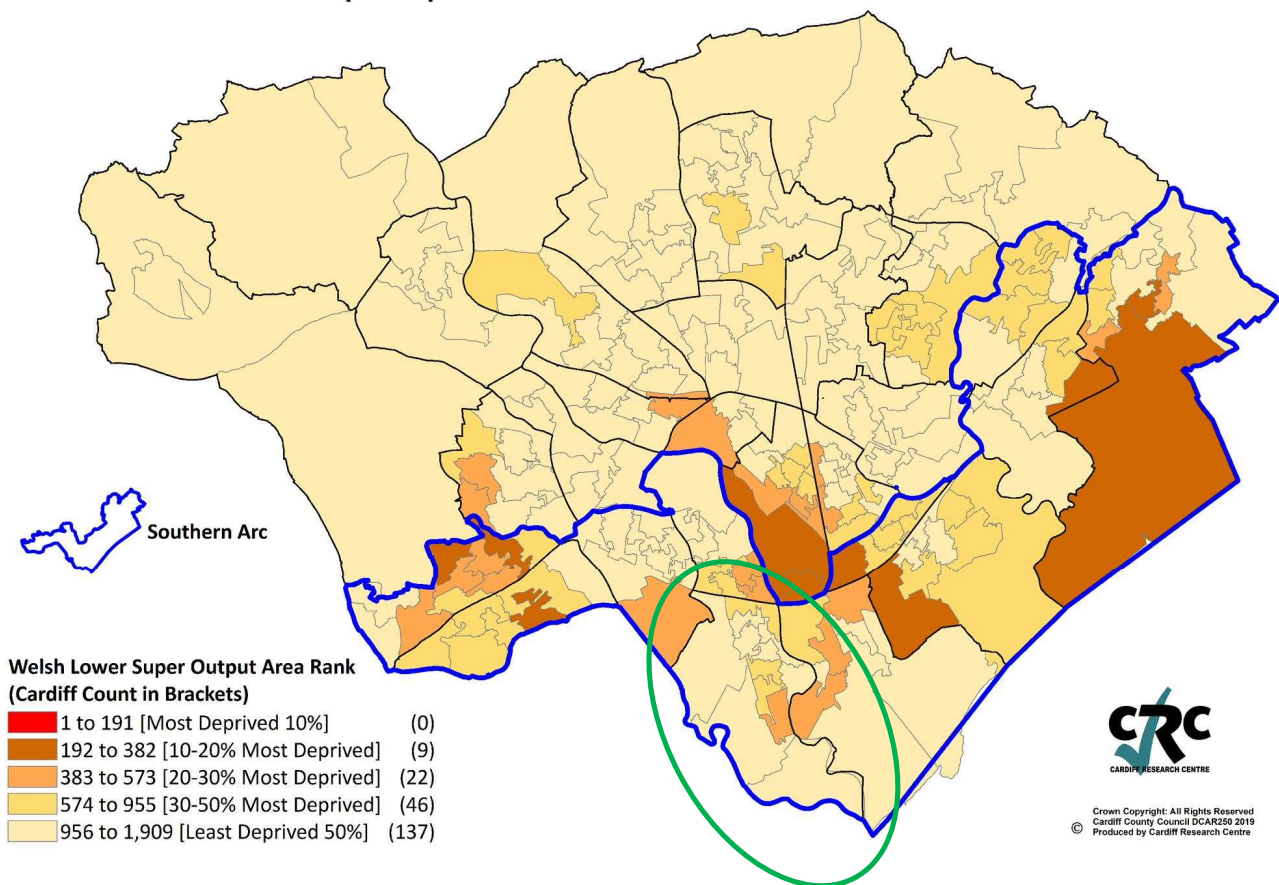 Southern Arc
Welsh Lower Super Output Area Rank
(Cardiff Count in Brackets)
1 to 191 [Most Deprived 10%] (0)
192 to 382 [10-20% Most Deprived] (9)
383 to 573 [20-30% Most Deprived] (22)
574 to 955 [30-50% Most Deprived] (46)
956 to 1,909 [Least Deprived 50%] (137)
CRC
CARDIFF RESEARCH CENTRE
Crown Copyright: All Rights Reserved
Cardiff County Council DCAR250 2019
© Produced by Cardiff Research Centre